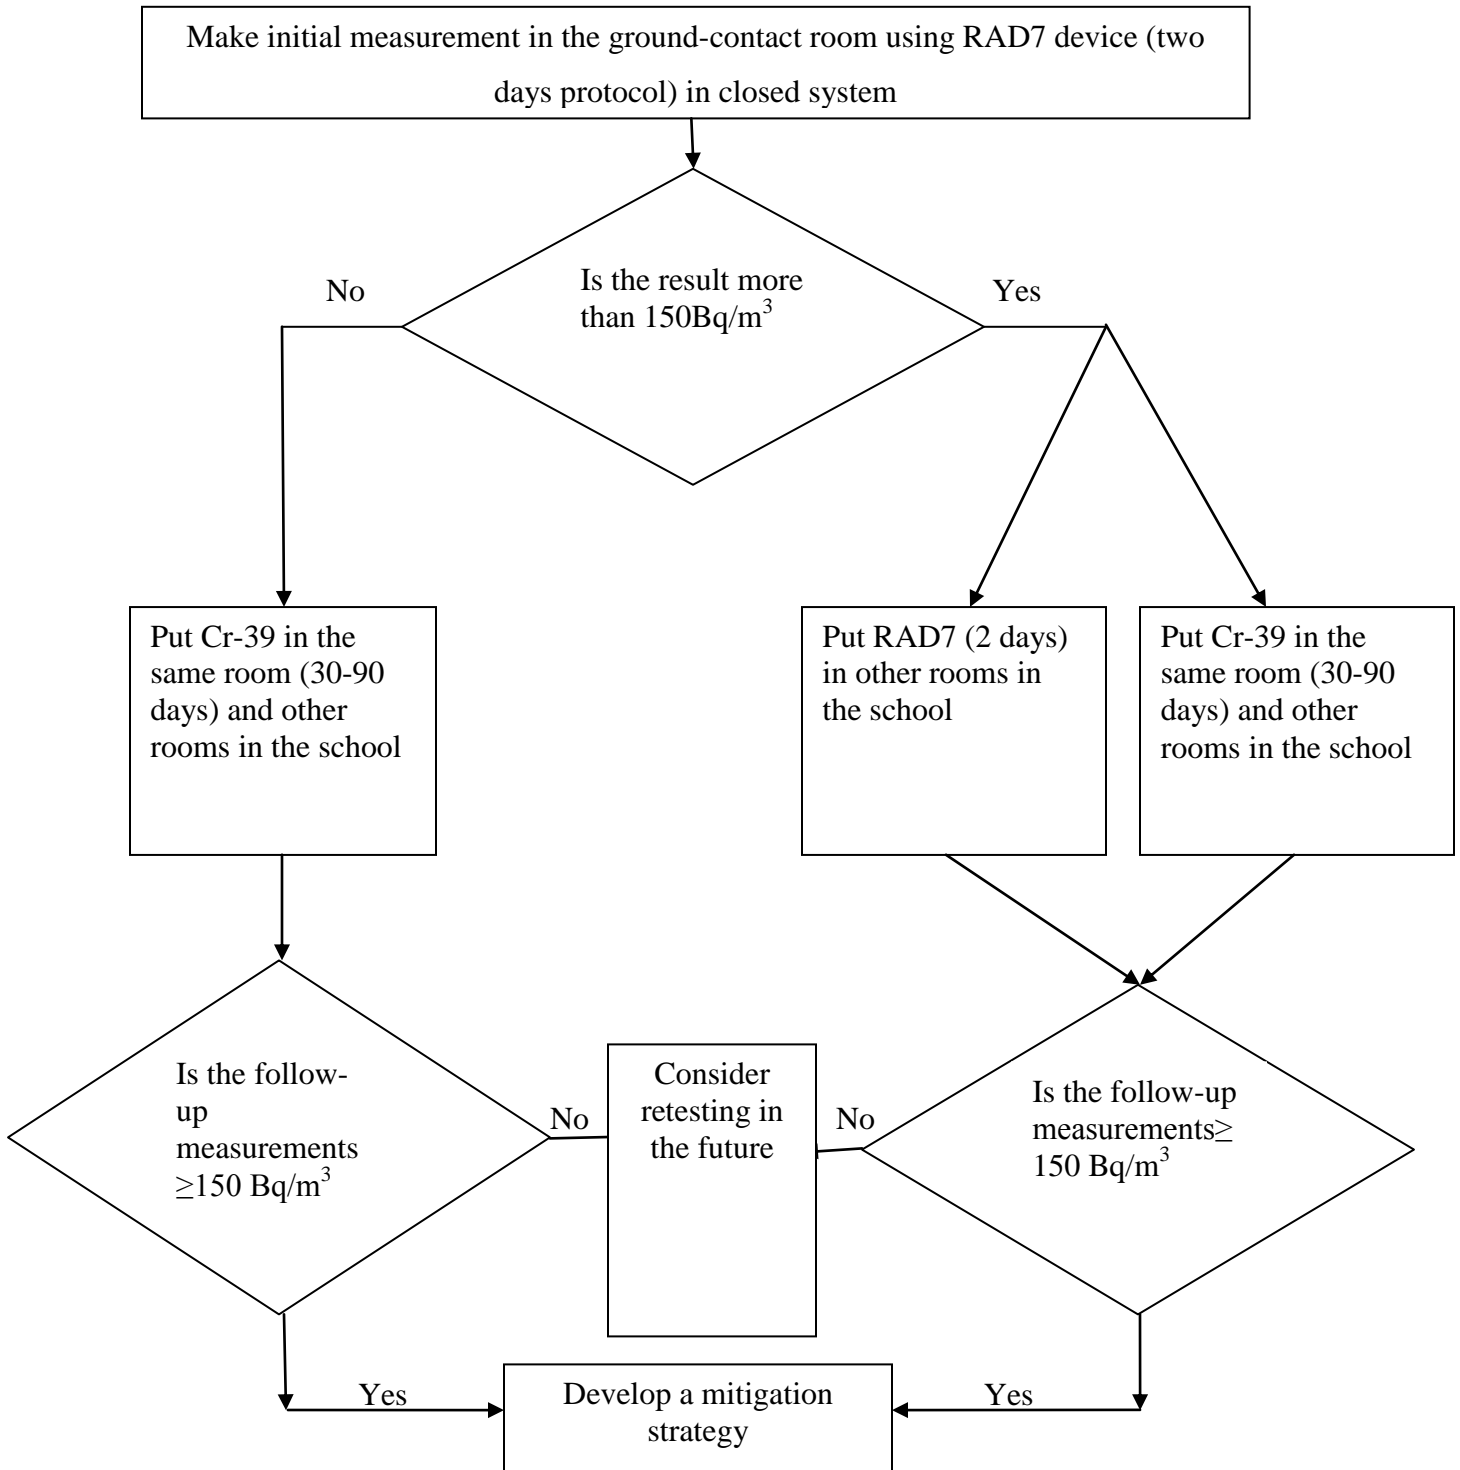 Make initial measurement in the ground-contact room using RAD7 device (two
days protocol) in closed system
No
Is the result more
than 150Bq/m³
Yes
Put Cr-39 in the
same room (30-90
days) and other
rooms in the school
Put RAD7 (2 days)
in other rooms in
the school
Put Cr-39 in the
same room (30-90
days) and other
rooms in the school
Is the follow-
up
measurements
≥150 Bq/m³
No
Consider
retesting in
the future
No
Is the follow-up
measurements≥
150 Bq/m³
Yes
Develop a mitigation
strategy
Yes